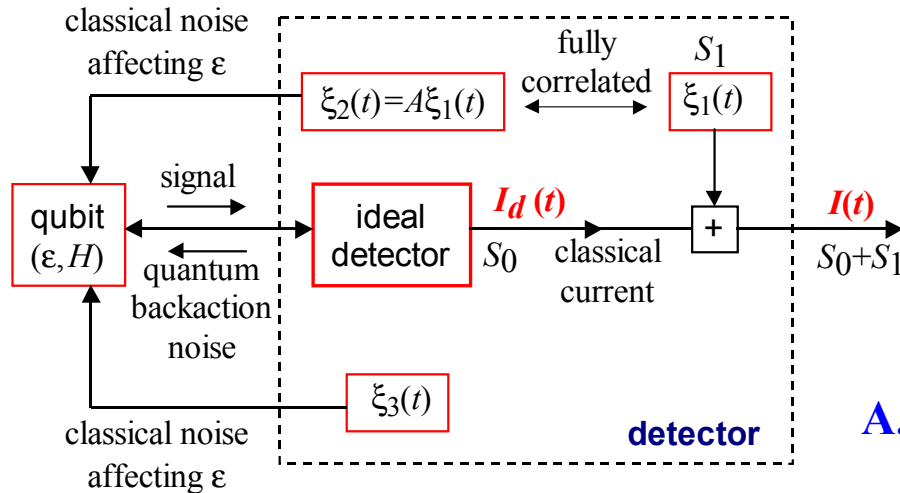 classical noise
affecting ε
fully
correlated
S1
ξ2(t)=Aξ1(t)
ξ1(t)
signal
qubit
(ε, H)
ideal
detector
Id (t)
S0
classical
current
+
I(t)
S0+S1
quantum
backaction
noise
ξ3(t)
classical noise
affecting ε
detector
A.